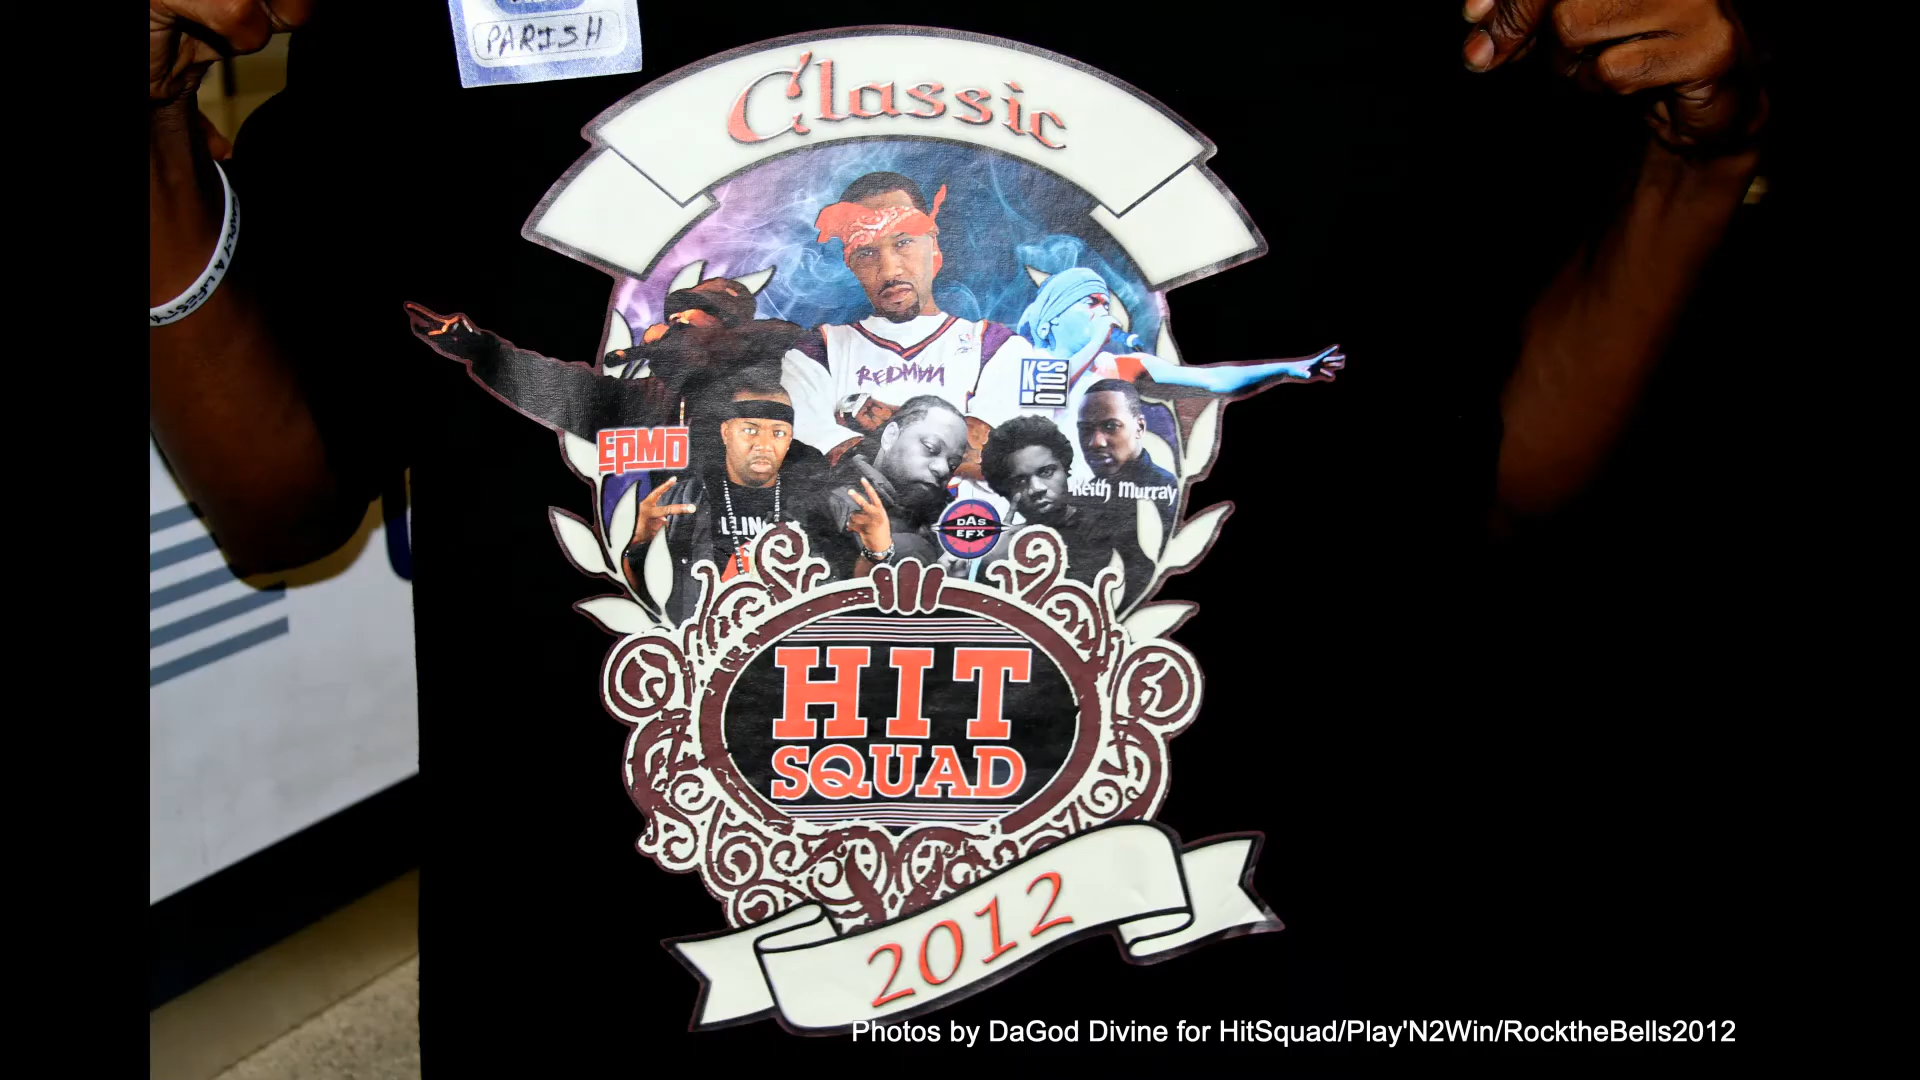 PARISH
Classic
REDMAN
K SOLO
EPMD
Keith Murray
DAS
EFX
HIT
SQUAD
2012
Photos by DaGod Divine for HitSquad/Play'N2Win/RocktheBells2012